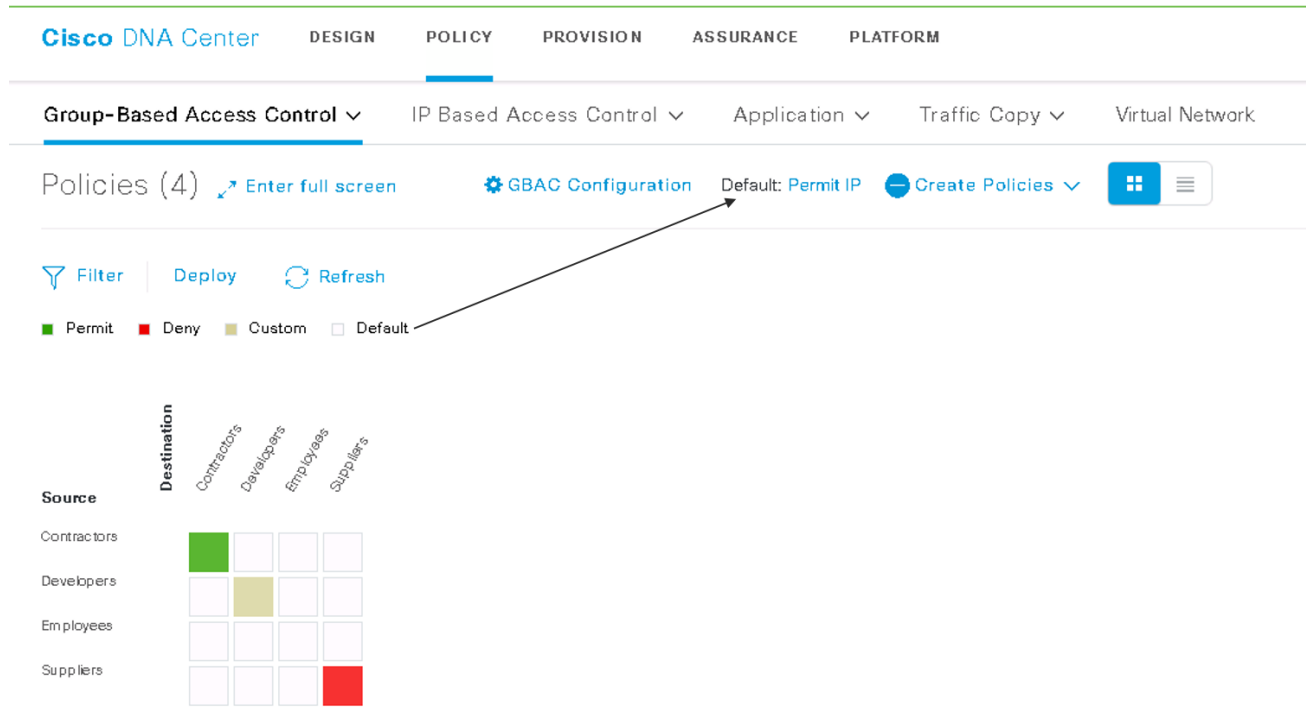 Cisco DNA Center DESIGN POLICY PROVISION ASSURANCE PLATFORM
Group-Based Access Control IP Based Access Control Application Traffic Copy Virtual Network
Policies (4) Enter full screen GBAC Configuration Default: Permit IP Create Policies
Filter Deploy Refresh
Permit Deny Custom Default
Destination Contractors Developers Employees Suppliers
Source
Contractors
Developers
Employees
Suppliers